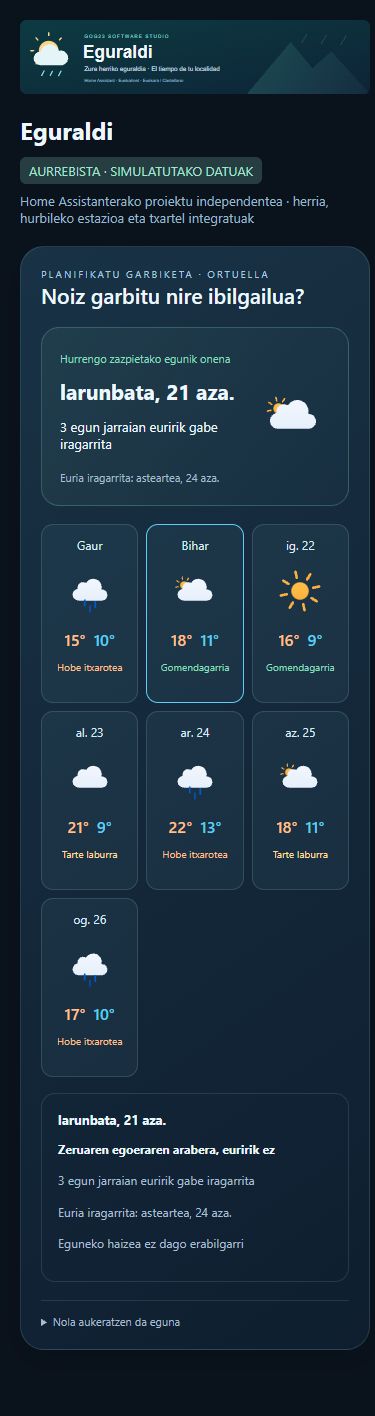 GOG23 SOFTWARE STUDIO
Eguraldi
Zure herriko eguraldia · El tiempo de tu localidad
Home Assistant · Euskalmet · Euskara / Castellano
Eguraldi
AURREBISTA · SIMULATUTAKO DATUAK
Home Assistanterako proiektu independentea · herria,
hurbileko estazioa eta txartel integratuak
PLANIFIKATU GARBIKETA · ORTUELLA
Noiz garbitu nire ibilgailua?
Hurrengo zazpietako egunik onena
larunbata, 21 aza.
3 egun jarraian euririk gabe
iragarrita
Euria iragarrita: asteartea, 24 aza.
Gaur
15° 10°
Hobe itxarotea
Bihar
18° 11°
Gomendagarria
ig. 22
16° 9°
Gomendagarria
al. 23
21° 9°
Tarte laburra
ar. 24
22° 13°
Hobe itxarotea
az. 25
18° 11°
Tarte laburra
og. 26
17° 10°
Hobe itxarotea
larunbata, 21 aza.
Zeruaren egoeraren arabera, euririk ez
3 egun jarraian euririk gabe iragarrita
Euria iragarrita: asteartea, 24 aza.
Eguneko haizea ez dago erabilgarri
Nola aukeratzen da eguna